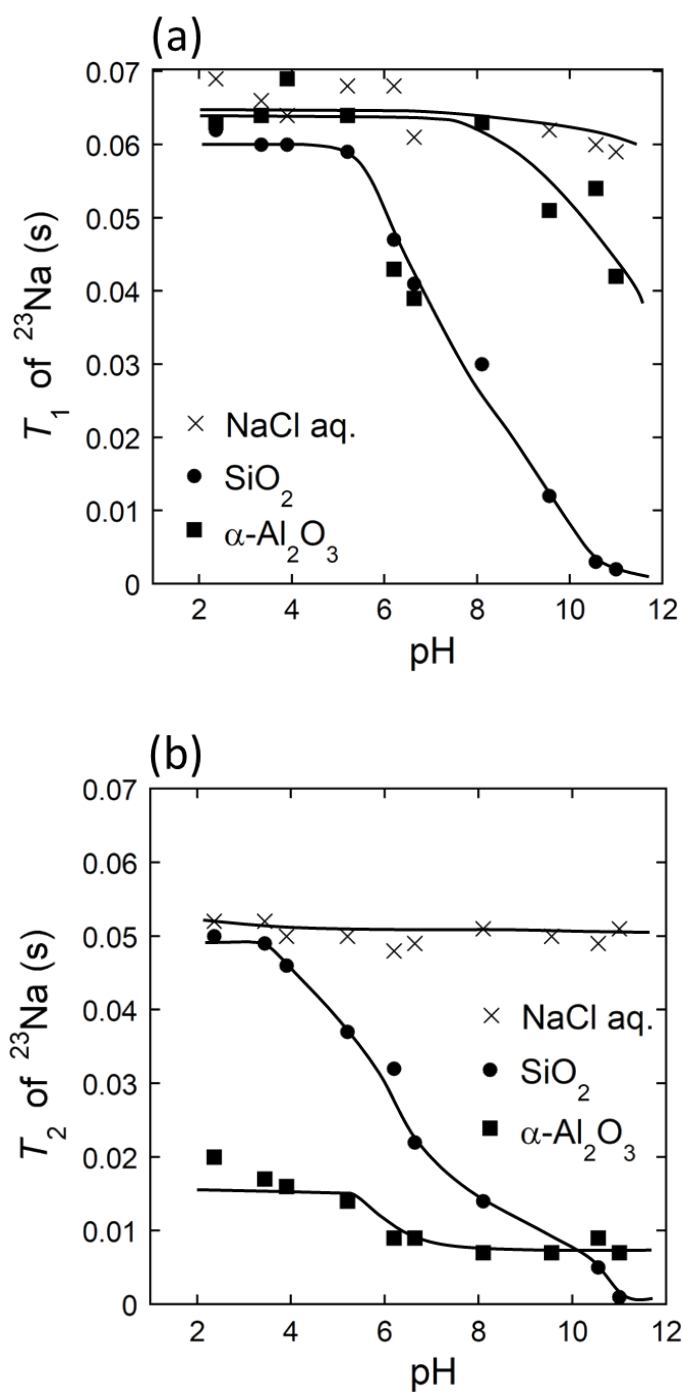 (a)
0.07
0.06
0.05
0.04
0.03
0.02
0.01
0
T₁ of ²³Na (s)
NaCl aq.
SiO₂
α-Al₂O₃
2 4 6 8 10 12
pH
(b)
0.07
0.06
0.05
0.04
0.03
0.02
0.01
0
T₂ of ²³Na (s)
NaCl aq.
SiO₂
α-Al₂O₃
2 4 6 8 10 12
pH